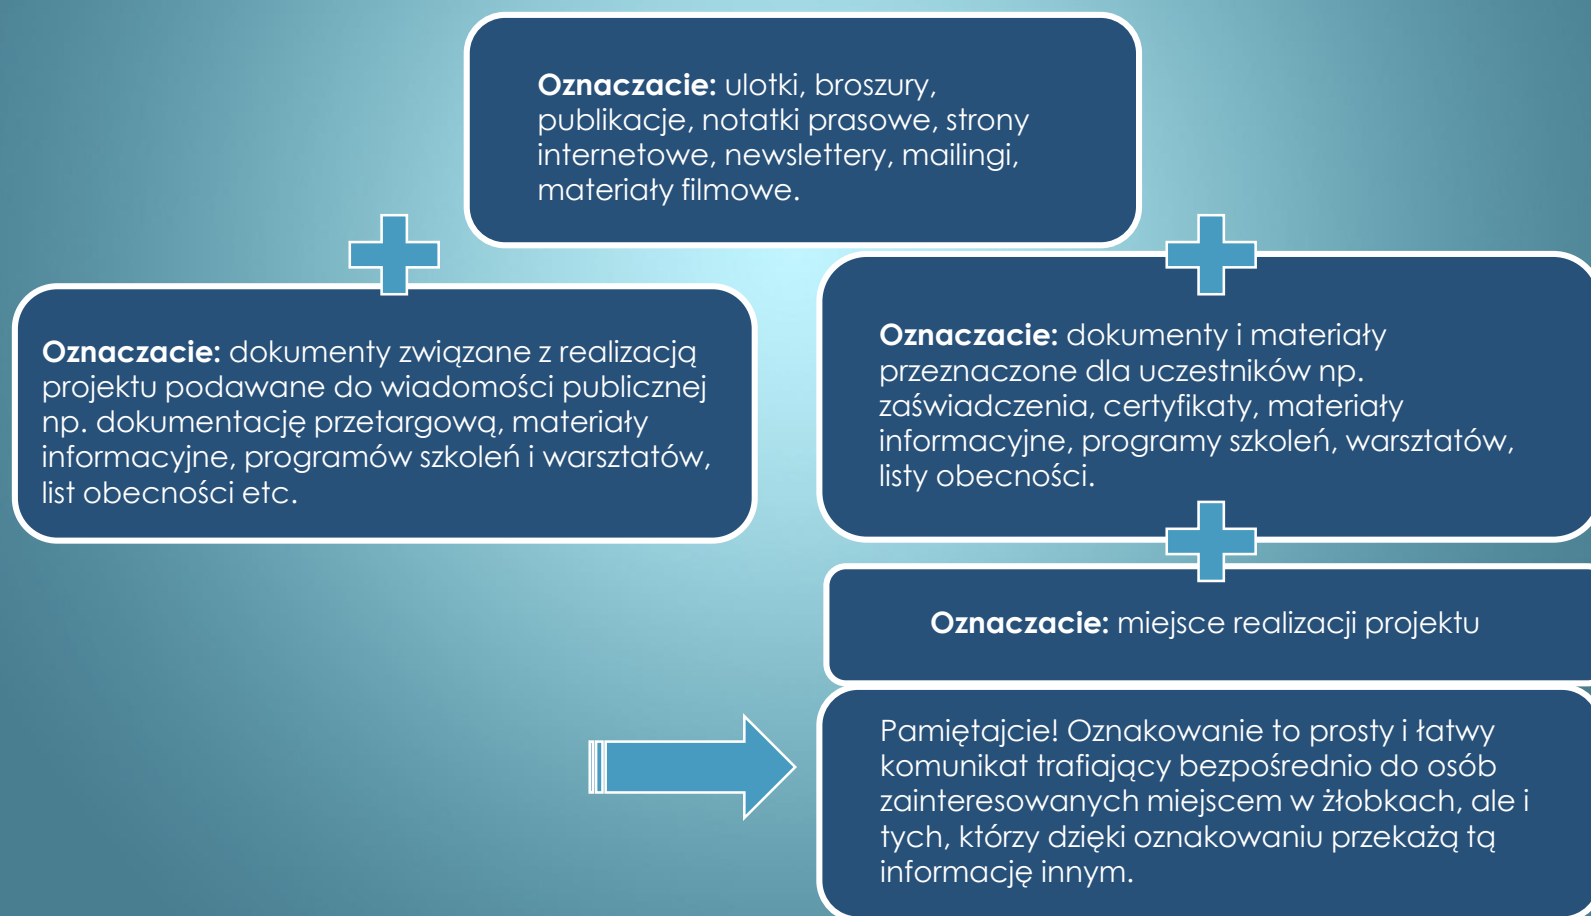 Oznaczacie: ulotki, broszury,
publikacje, notatki prasowe, strony
internetowe, newslettery, mailingi,
materiały filmowe.
Oznaczacie: dokumenty związane z realizacją
projektu podawane do wiadomości publicznej
np. dokumentację przetargową, materiały
informacyjne, programów szkoleń i warsztatów,
list obecności etc.
Oznaczacie: dokumenty i materiały
przeznaczone dla uczestników np.
zaświadczenia, certyfikaty, materiały
informacyjne, programy szkoleń, warsztatów,
listy obecności.
Oznaczacie: miejsce realizacji projektu
Pamiętajcie! Oznakowanie to prosty i łatwy
komunikat trafiający bezpośrednio do osób
zainteresowanych miejscem w żłobkach, ale i
tych, którzy dzięki oznakowaniu przekażą tą
informację innym.